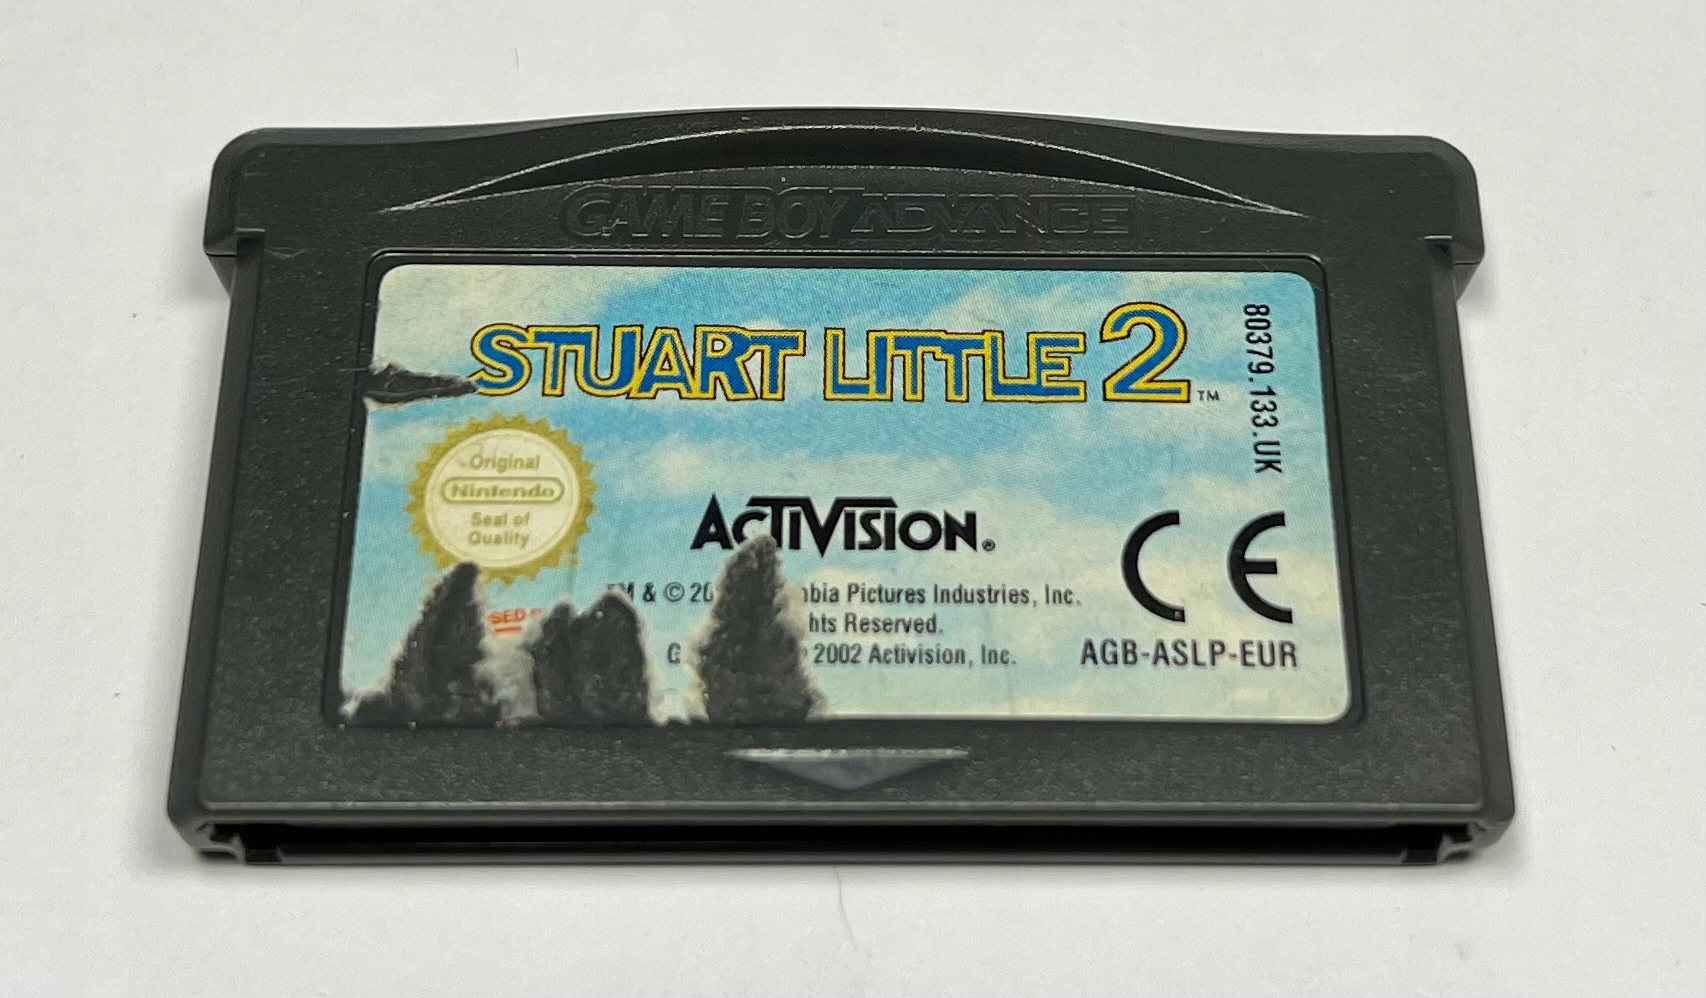 GAME BOY ADVANCE
STUART LITTLE 2™
80379.133.UK
Original
Nintendo
Seal of
Quality
ACTIVISION®
& © 20 Pictures Industries, Inc.
Reserved.
2002 Activision, Inc.
CE
AGB-ASLP-EUR